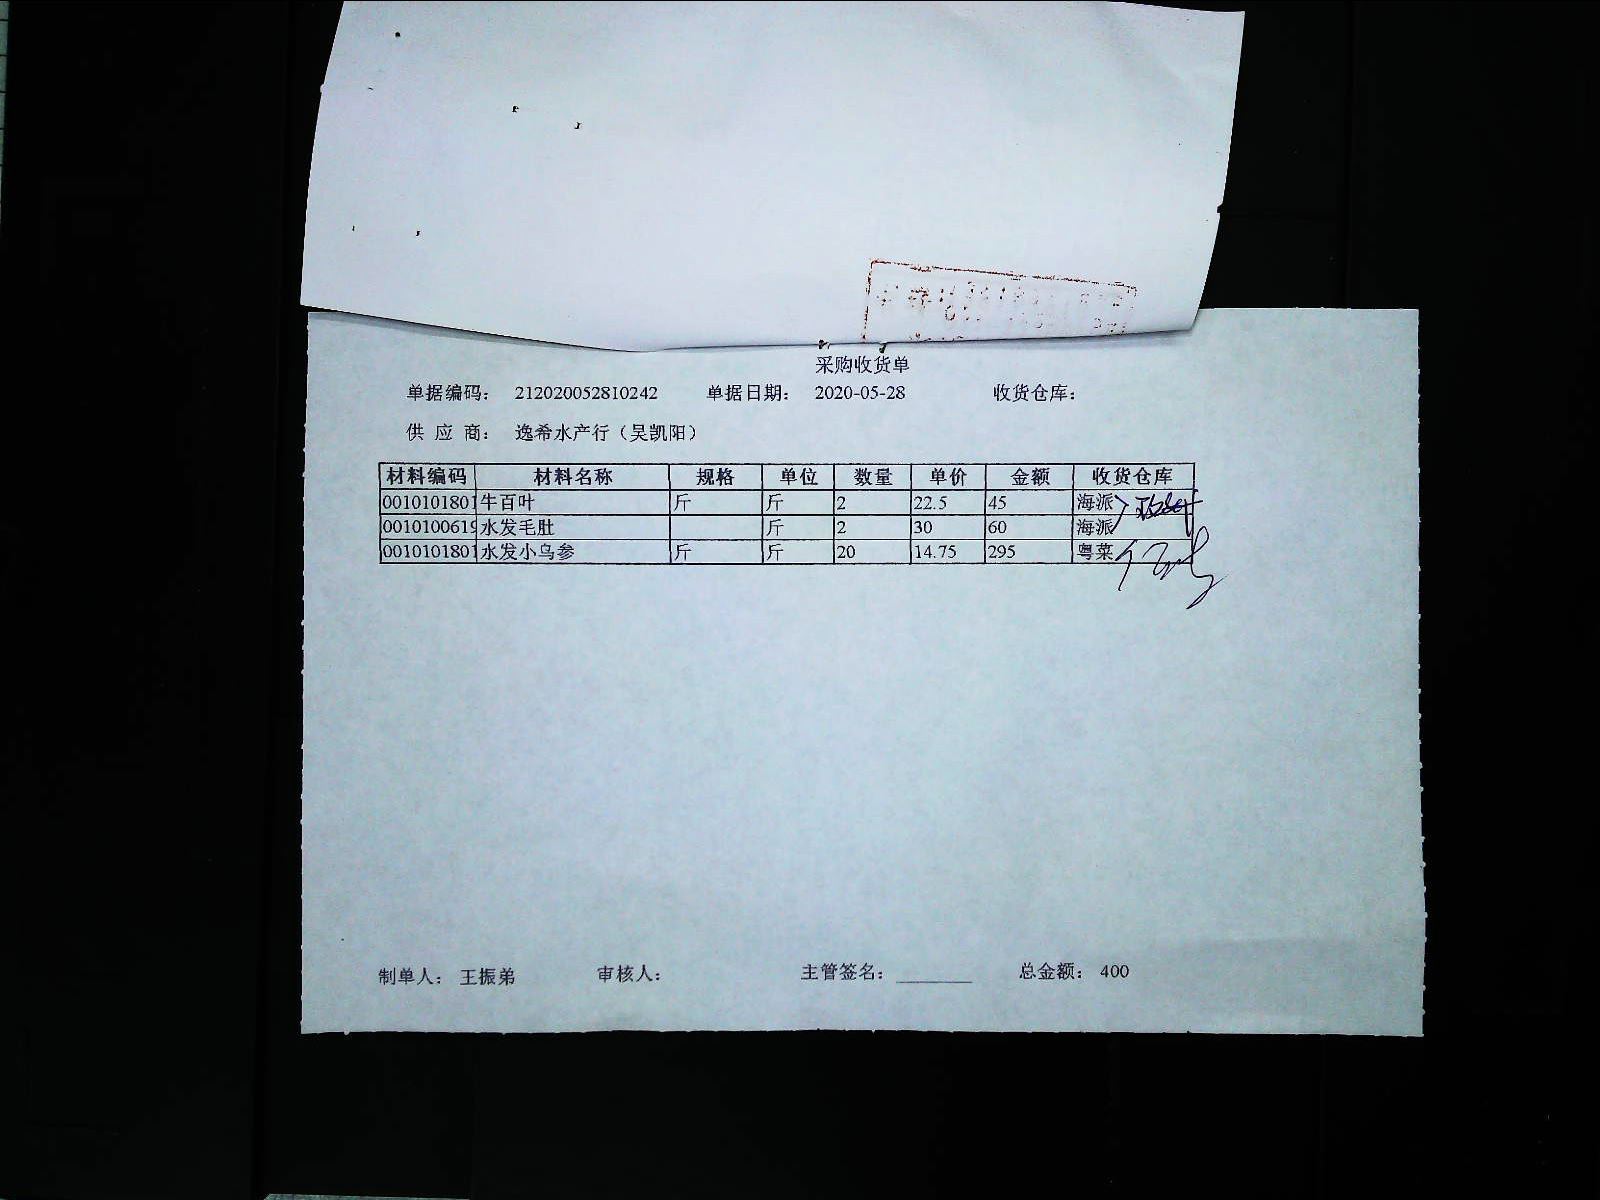 采购收货单
单据编码： 212020052810242 单据日期： 2020-05-28 收货仓库：
供 应 商： 逸希水产行（吴凯阳）
材料编码 材料名称 规格 单位 数量 单价 金额 收货仓库
0010101801 牛百叶 斤 斤 2 22.5 45 海派
0010100619 水发毛肚 斤 2 30 60 海派
0010101801 水发小乌参 斤 斤 20 14.75 295 粤菜
制单人： 王振弟 审核人： 主管签名： 总金额： 400